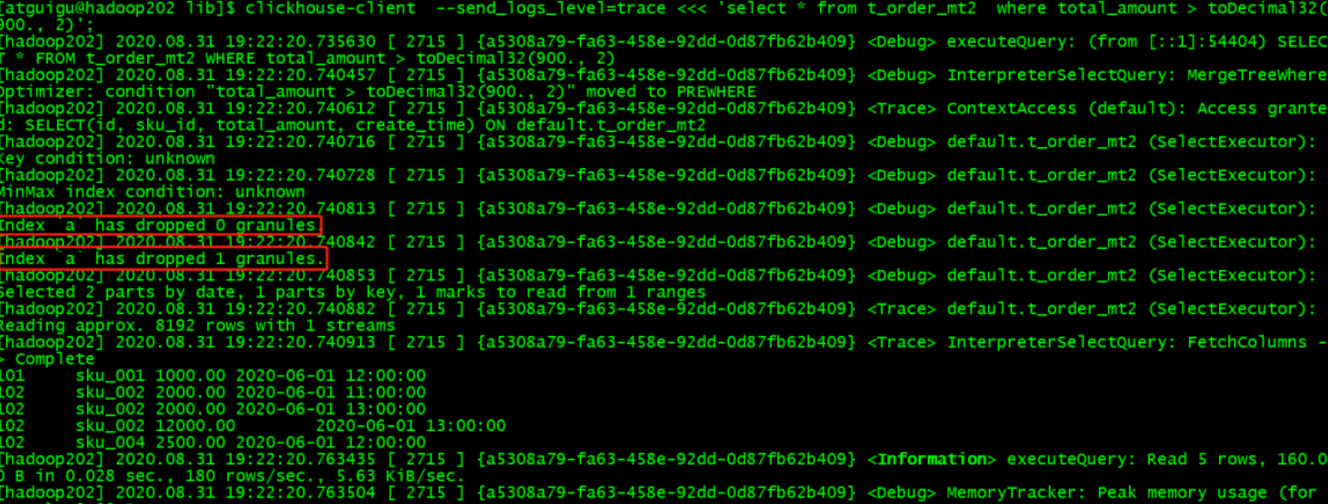 [atguigu@hadoop202 lib]$ clickhouse-client  --send_logs_level=trace <<< 'select * from t_order_mt2  where total_amount > toDecimal32(
900., 2)';
[hadoop202] 2020.08.31 19:22:20.735630 [ 2715 ] {a5308a79-fa63-458e-92dd-0d87fb62b409} <Debug> executeQuery: (from [::1]:54404) SELEC
T * FROM t_order_mt2 WHERE total_amount > toDecimal32(900., 2)
[hadoop202] 2020.08.31 19:22:20.740457 [ 2715 ] {a5308a79-fa63-458e-92dd-0d87fb62b409} <Debug> InterpreterSelectQuery: MergeTreeWhere
Optimizer: condition "total_amount > toDecimal32(900., 2)" moved to PREWHERE
[hadoop202] 2020.08.31 19:22:20.740612 [ 2715 ] {a5308a79-fa63-458e-92dd-0d87fb62b409} <Trace> ContextAccess (default): Access grante
d: SELECT(id, sku_id, total_amount, create_time) ON default.t_order_mt2
[hadoop202] 2020.08.31 19:22:20.740716 [ 2715 ] {a5308a79-fa63-458e-92dd-0d87fb62b409} <Debug> default.t_order_mt2 (SelectExecutor):
Key condition: unknown
[hadoop202] 2020.08.31 19:22:20.740728 [ 2715 ] {a5308a79-fa63-458e-92dd-0d87fb62b409} <Debug> default.t_order_mt2 (SelectExecutor):
MinMax index condition: unknown
[hadoop202] 2020.08.31 19:22:20.740813 [ 2715 ] {a5308a79-fa63-458e-92dd-0d87fb62b409} <Debug> default.t_order_mt2 (SelectExecutor):
Index `a` has dropped 0 granules.
[hadoop202] 2020.08.31 19:22:20.740842 [ 2715 ] {a5308a79-fa63-458e-92dd-0d87fb62b409} <Debug> default.t_order_mt2 (SelectExecutor):
Index `a` has dropped 1 granules.
[hadoop202] 2020.08.31 19:22:20.740853 [ 2715 ] {a5308a79-fa63-458e-92dd-0d87fb62b409} <Debug> default.t_order_mt2 (SelectExecutor):
Selected 2 parts by date, 1 parts by key, 1 marks to read from 1 ranges
[hadoop202] 2020.08.31 19:22:20.740882 [ 2715 ] {a5308a79-fa63-458e-92dd-0d87fb62b409} <Trace> default.t_order_mt2 (SelectExecutor):
Reading approx. 8192 rows with 1 streams
[hadoop202] 2020.08.31 19:22:20.740913 [ 2715 ] {a5308a79-fa63-458e-92dd-0d87fb62b409} <Trace> InterpreterSelectQuery: FetchColumns -
> Complete
101     sku_001 1000.00 2020-06-01 12:00:00
102     sku_002 2000.00 2020-06-01 11:00:00
102     sku_002 2000.00 2020-06-01 13:00:00
102     sku_002 12000.00        2020-06-01 13:00:00
102     sku_004 2500.00 2020-06-01 12:00:00
[hadoop202] 2020.08.31 19:22:20.763435 [ 2715 ] {a5308a79-fa63-458e-92dd-0d87fb62b409} <Information> executeQuery: Read 5 rows, 160.0
0 B in 0.028 sec., 180 rows/sec., 5.63 KiB/sec.
[hadoop202] 2020.08.31 19:22:20.763504 [ 2715 ] {a5308a79-fa63-458e-92dd-0d87fb62b409} <Debug> MemoryTracker: Peak memory usage (for